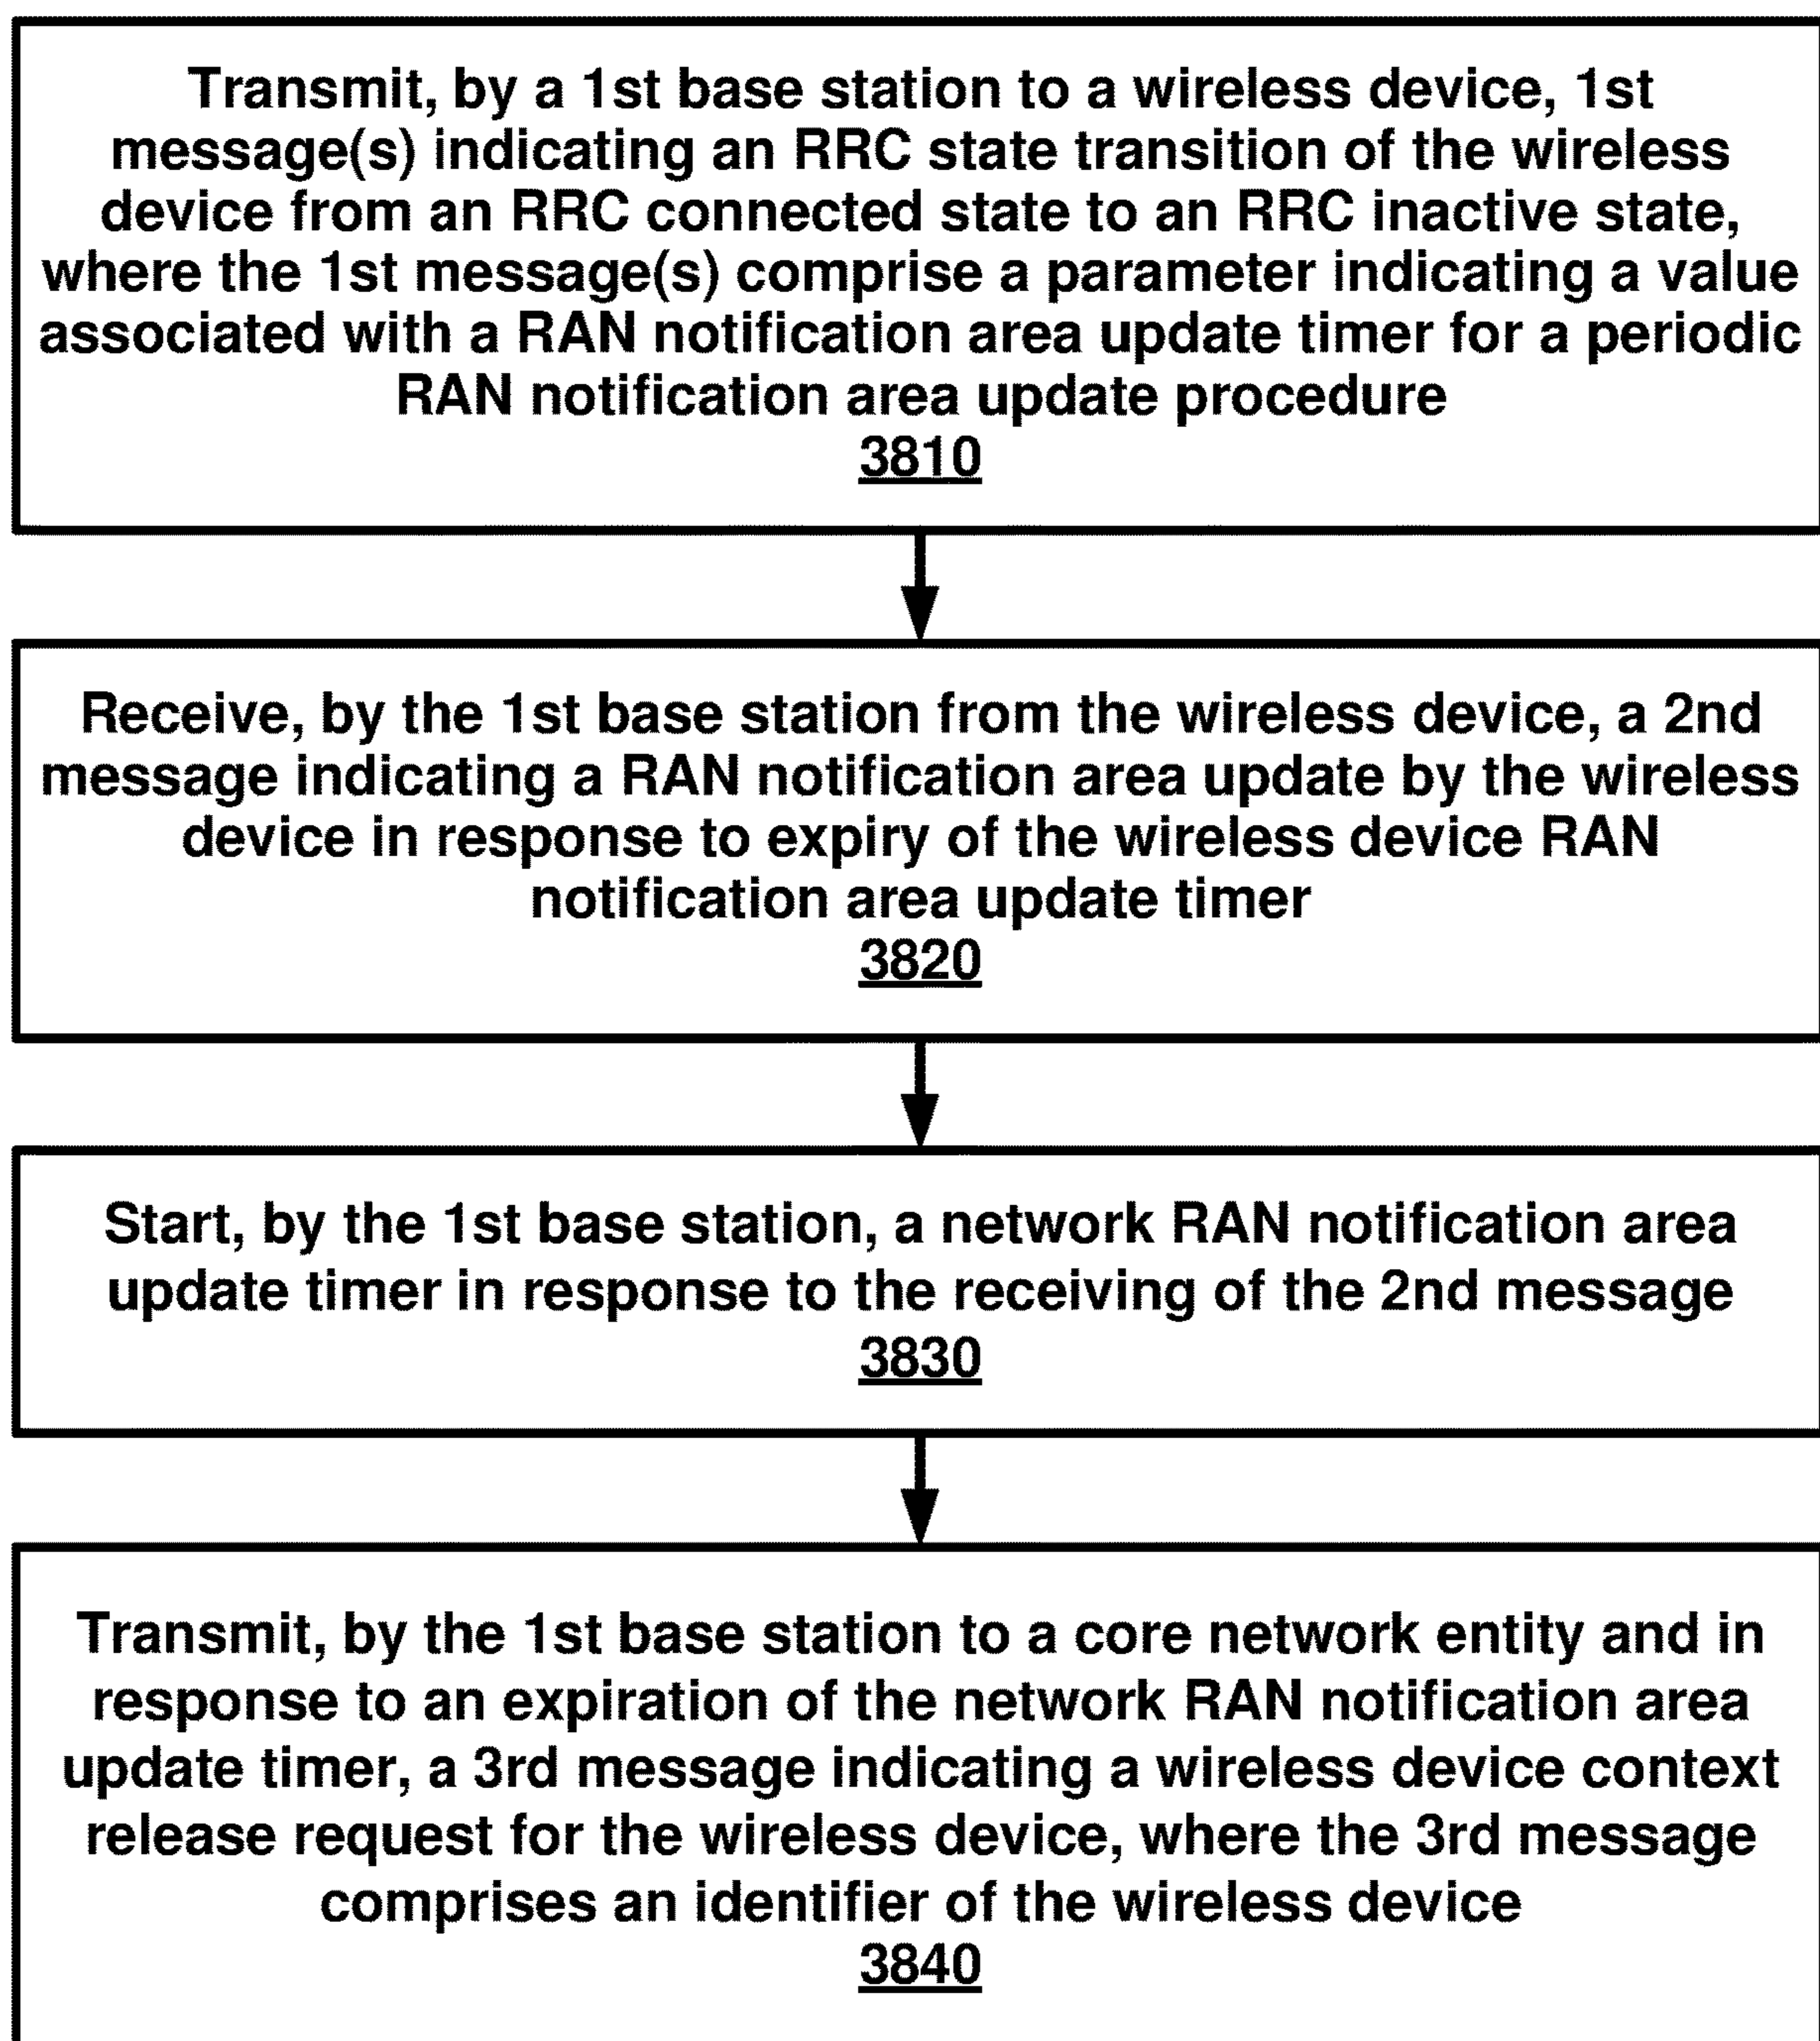 Transmit, by a 1st base station to a wireless device, 1st
message(s) indicating an RRC state transition of the wireless
device from an RRC connected state to an RRC inactive state,
where the 1st message(s) comprise a parameter indicating a value
associated with a RAN notification area update timer for a periodic
RAN notification area update procedure
3810
Receive, by the 1st base station from the wireless device, a 2nd
message indicating a RAN notification area update by the wireless
device in response to expiry of the wireless device RAN
notification area update timer
3820
Start, by the 1st base station, a network RAN notification area
update timer in response to the receiving of the 2nd message
3830
Transmit, by the 1st base station to a core network entity and in
response to an expiration of the network RAN notification area
update timer, a 3rd message indicating a wireless device context
release request for the wireless device, where the 3rd message
comprises an identifier of the wireless device
3840